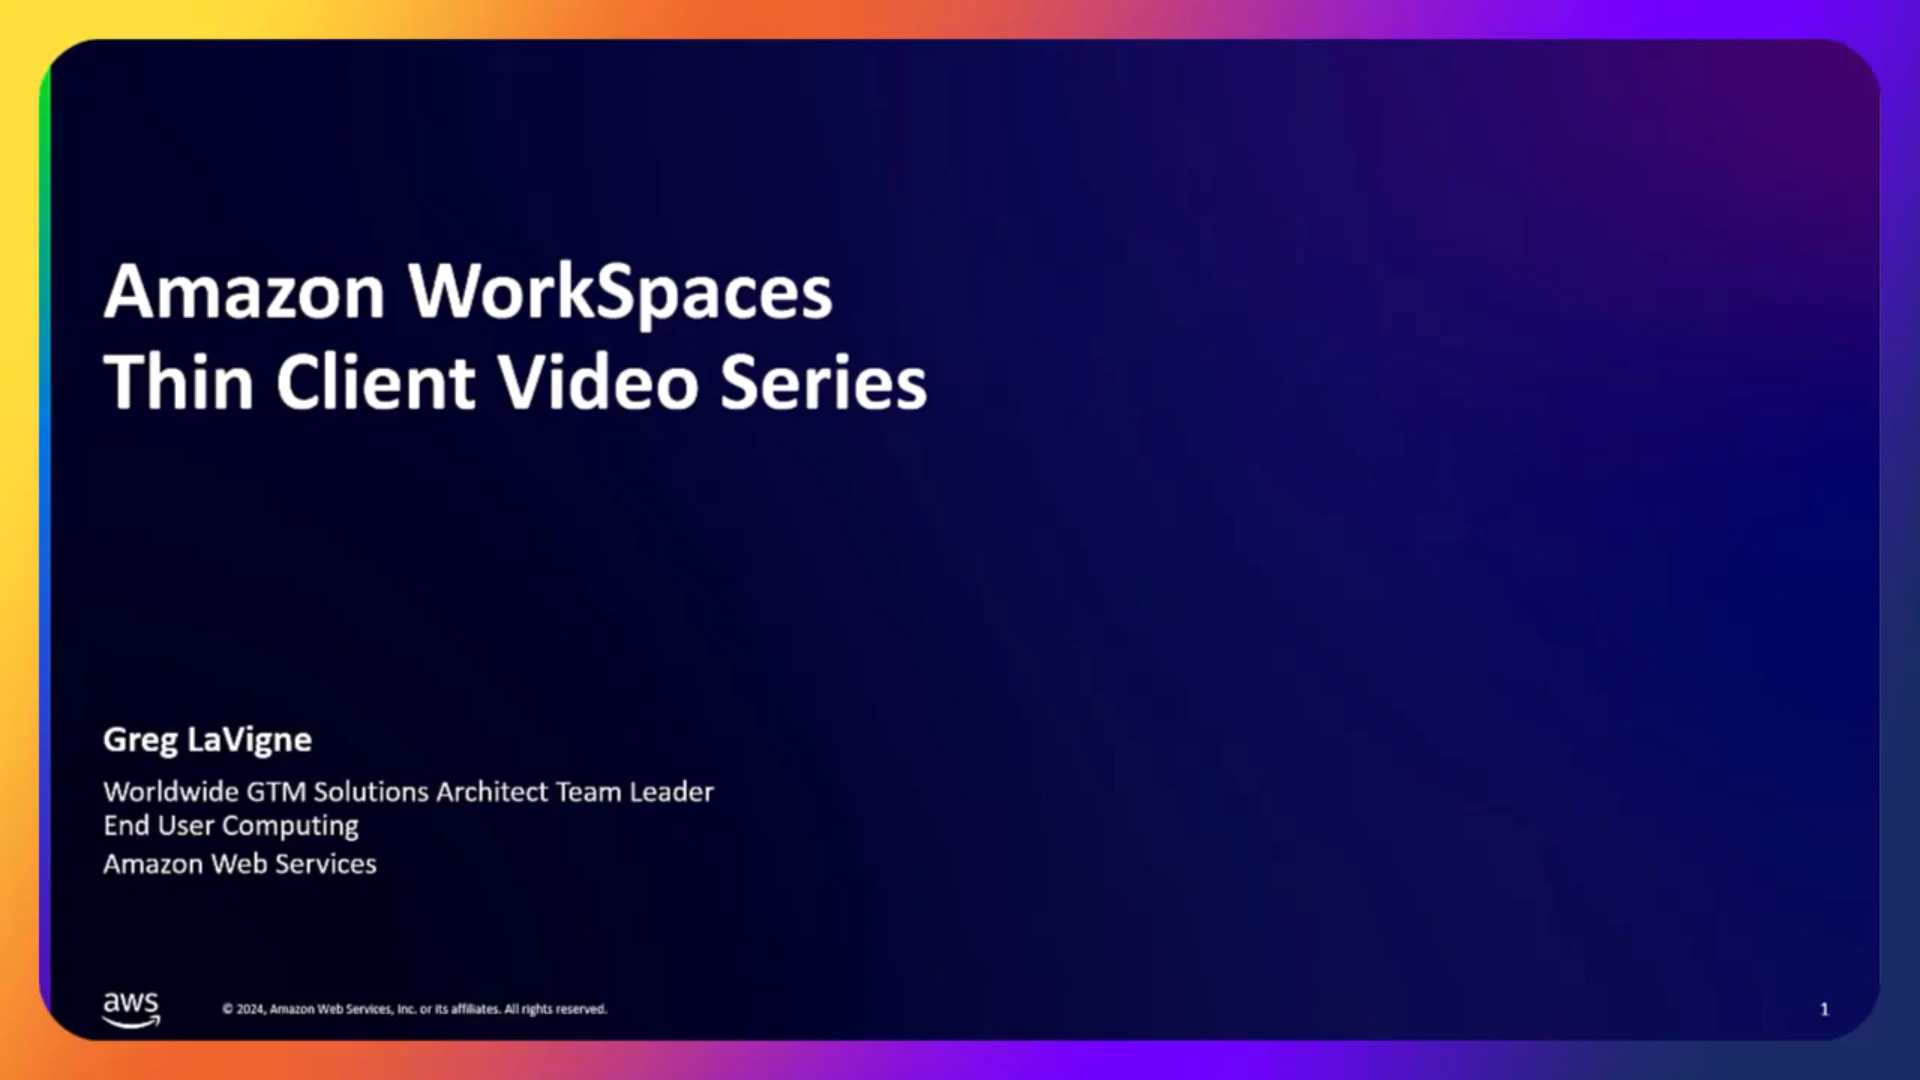 Amazon WorkSpaces
Thin Client Video Series
Greg LaVigne
Worldwide GTM Solutions Architect Team Leader
End User Computing
Amazon Web Services
aws
© 2024, Amazon Web Services, Inc. or its affiliates. All rights reserved.
1